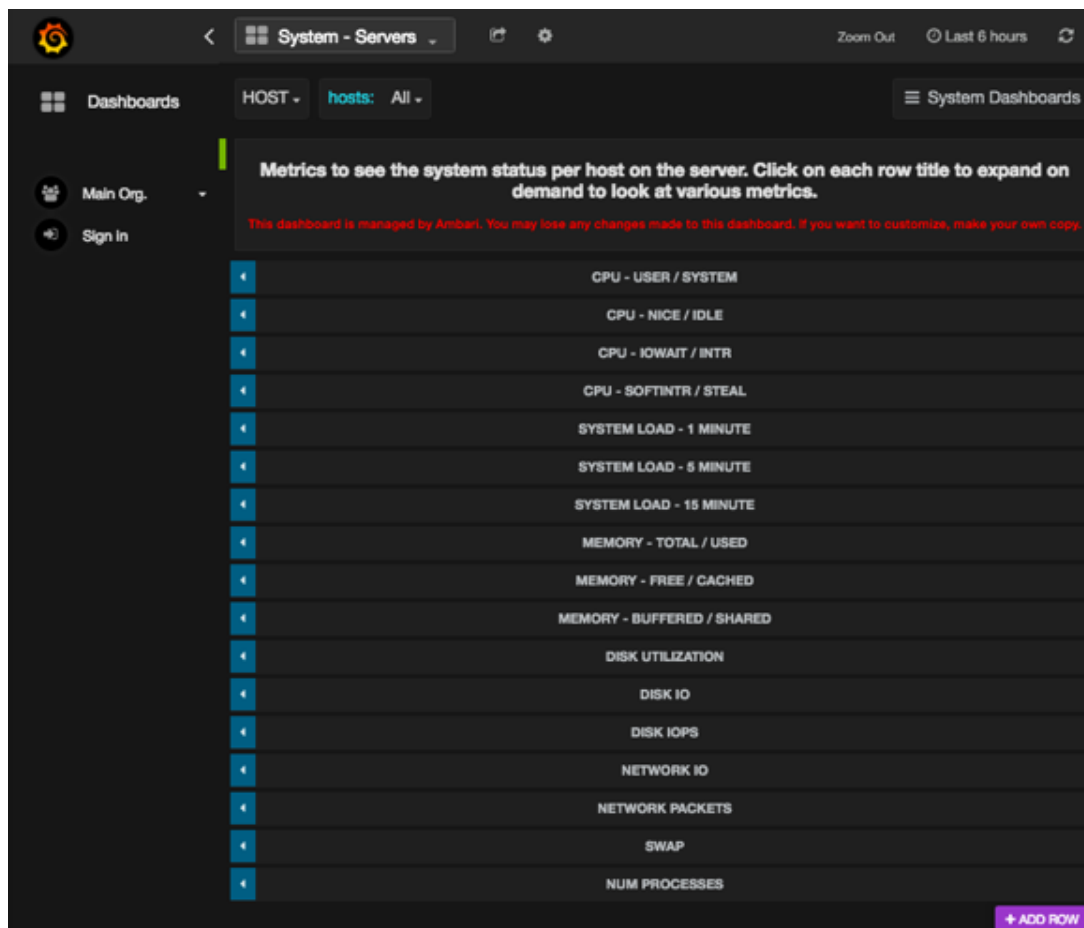 System - Servers
Zoom Out
Last 6 hours
Dashboards
HOST
hosts: All
System Dashboards
Main Org.
Sign In
Metrics to see the system status per host on the server. Click on each row title to expand on
demand to look at various metrics.
This dashboard is managed by Ambari. You may lose any changes made to this dashboard. If you want to customize, make your own copy.
CPU - USER / SYSTEM
CPU - NICE / IDLE
CPU - IOWAIT / INTR
CPU - SOFTINTR / STEAL
SYSTEM LOAD - 1 MINUTE
SYSTEM LOAD - 5 MINUTE
SYSTEM LOAD - 15 MINUTE
MEMORY - TOTAL / USED
MEMORY - FREE / CACHED
MEMORY - BUFFERED / SHARED
DISK UTILIZATION
DISK IO
DISK IOPS
NETWORK IO
NETWORK PACKETS
SWAP
NUM PROCESSES
+ ADD ROW